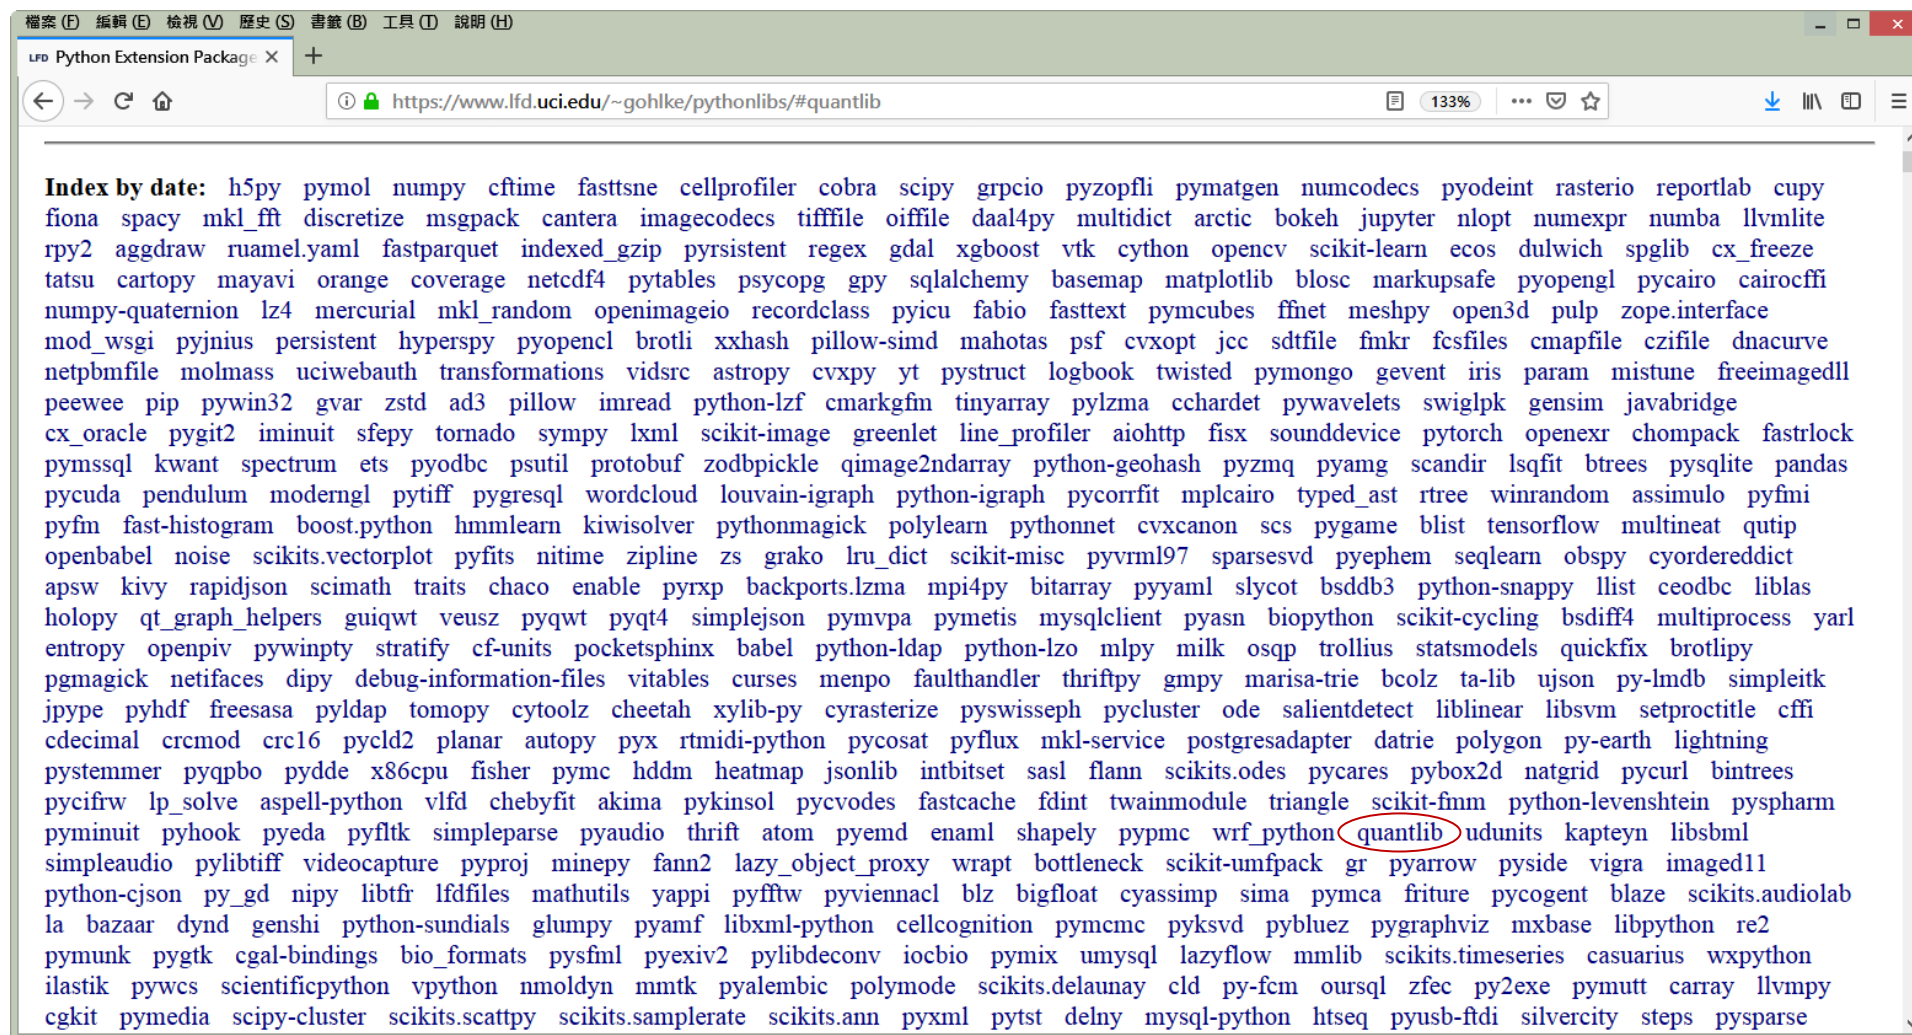 檔案 (F) 編輯 (E) 檢視 (V) 歷史 (S) 書籤 (B) 工具 (T) 說明 (H)
LFD Python Extension Package
https://www.lfd.uci.edu/~gohlke/pythonlibs/#quantlib 133%
Index by date: h5py pymol numpy cftime fasttsne cellprofiler cobra scipy grpcio pyzopfli pymatgen numcodecs pyodeint rasterio reportlab cupy
fiona spacy mkl_fft discretize msgpack cantera imagecodecs tifffile oiffile daal4py multidict arctic bokeh jupyter nlopt numexpr numba llvmlite
rpy2 aggdraw ruamel.yaml fastparquet indexed_gzip pyrsistent regex gdal xgboost vtk cython opencv scikit-learn ecos dulwich spglib cx_freeze
tatsu cartopy mayavi orange coverage netcdf4 pytables psycopg gpy sqlalchemy basemap matplotlib blosc markupsafe pyopengl pycairo cairocffi
numpy-quaternion lz4 mercurial mkl_random openimageio recordclass pyicu fabio fasttext pymcubes ffnet meshpy open3d pulp zope.interface
mod_wsgi pyjnius persistent hyperspy pyopencl brotli xxhash pillow-simd mahotas psf cvxopt jcc sdtfile fmkr fcsfiles cmapfile czifile dnacurve
netpbmfile molmass uciwebauth transformations vidsrc astropy cvxpy yt pystruct logbook twisted pymongo gevent iris param mistune freeimagedll
peewee pip pywin32 gvar zstd ad3 pillow imread python-lzf cmarkgfm tinyarray pylzma cchardet pywavelets swiglpk gensim javabridge
cx_oracle pygit2 iminuit sfepy tornado sympy lxml scikit-image greenlet line_profiler aiohttp fisx sounddevice pytorch openexr chompack fastrlock
pymssql kwant spectrum ets pyodbc psutil protobuf zodbpickle qimage2ndarray python-geohash pyzmq pyamg scandir lsqfit btrees pysqlite pandas
pycuda pendulum moderngl pytiff pygresql wordcloud louvain-igraph python-igraph pycorrfit mplcairo typed_ast rtree winrandom assimulo pyfmi
pyfm fast-histogram boost.python hmmlearn kiwisolver pythonmagick polylearn pythonnet cvxcanon scs pygame blist tensorflow multineat qutip
openbabel noise scikits.vectorplot pyfits nitime zipline zs grako lru_dict scikit-misc pyvrml97 sparsesvd pyephem seqlearn obspy cyordereddict
apsw kivy rapidjson scimath traits chaco enable pyrxp backports.lzma mpi4py bitarray pyyaml slycot bsddb3 python-snappy llist ceodbc liblas
holopy qt_graph_helpers guiqwt veusz pyqwt pyqt4 simplejson pymvpa pymetis mysqlclient pyasn biopython scikit-cycling bsdiff4 multiprocess yarl
entropy openpiv pywinpty stratify cf-units pocketsphinx babel python-ldap python-lzo mlpy milk osqp trollius statsmodels quickfix brotlipy
pgmagick netifaces dipy debug-information-files vitables curses menpo faulthandler thriftpy gmpy marisa-trie bcolz ta-lib ujson py-lmdb simpleitk
jpype pyhdf freesasa pyldap tomopy cytoolz cheetah xylib-py cyrasterize pyswisseph pycluster ode salientdetect liblinear libsvm setproctitle cffi
cdecimal crcmod crc16 pycld2 planar autopy pyx rtmidi-python pycosat pyflux mkl-service postgresadapter datrie polygon py-earth lightning
pystemmer pyqpbo pydde x86cpu fisher pymc hddm heatmap jsonlib intbitset sasl flann scikits.odes pycares pybox2d natgrid pycurl bintrees
pycifrw lp_solve aspell-python vlfd chebyfit akima pykinsol pycvodes fastcache fdint twainmodule triangle scikit-fmm python-levenshtein pyspharm
pyminuit pyhook pyeda pyfltk simpleparse pyaudio thrift atom pyemd enaml shapely pypmc wrf_python quantlib udunits kapteyn libsbml
simpleaudio pylibtiff videocapture pyproj minepy fann2 lazy_object_proxy wrapt bottleneck scikit-umfpack gr pyarrow pyside vigra imaged11
python-cjson py_gd nipy libtfr lfdfiles mathutils yappi pyfftw pyviennacl blz bigfloat cyassimp sima pymca friture pycogent blaze scikits.audiolab
la bazaar dynd genshi python-sundials glumpy pyamf libxml-python cellcognition pymcmc pyksvd pybluez pygraphviz mxbase libpython re2
pymunk pygtk cgal-bindings bio_formats pysfml pyexiv2 pylibdeconv iocbio pymix umysql lazyflow mmlib scikits.timeseries casuarius wxpython
ilastik pywcs scientificpython vpython nmoldyn mmtk pyalembic polymode scikits.delaunay cld py-fcm oursql zfec py2exe pymutt carray llvmpy
cgkit pymedia scipy-cluster scikits.scattpy scikits.samplerate scikits.ann pyxml pytst delny mysql-python htseq pyusb-ftdi silvercity steps pysparse